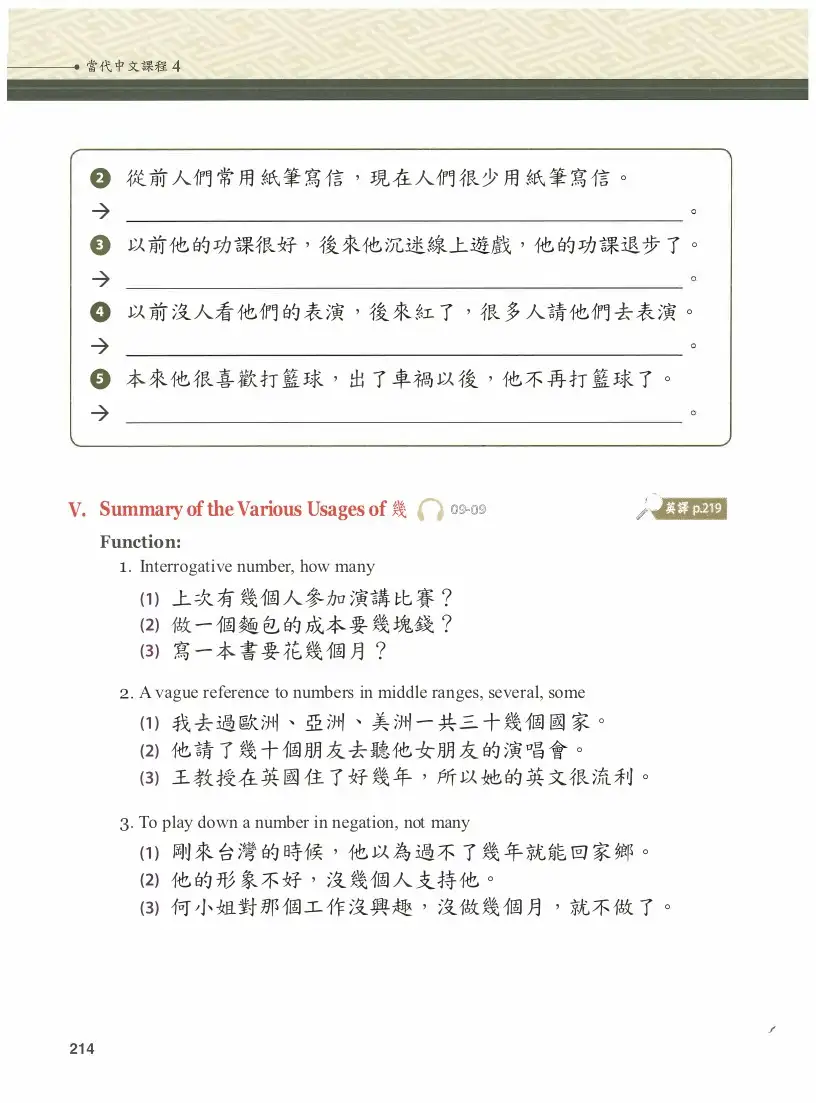 當代中文課程 4
2 從前人們常用紙筆寫信，現在人們很少用紙筆寫信。
→ 。
3 以前他的功課很好，後來他沉迷線上遊戲，他的功課退步了。
→ 。
4 以前沒人看他們的表演，後來紅了，很多人請他們去表演。
→ 。
5 本來他很喜歡打籃球，出了車禍以後，他不再打籃球了。
→ 。
V. Summary of the Various Usages of 幾 09-09 英譯 p.219
Function:
1. Interrogative number, how many
(1) 上次有幾個人參加演講比賽？
(2) 做一個麵包的成本要幾塊錢？
(3) 寫一本書要花幾個月？
2. A vague reference to numbers in middle ranges, several, some
(1) 我去過歐洲、亞洲、美洲一共三十幾個國家。
(2) 他請了幾十個朋友去聽他女朋友的演唱會。
(3) 王教授在英國住了好幾年，所以她的英文很流利。
3. To play down a number in negation, not many
(1) 剛來台灣的時候，他以為過不了幾年就能回家鄉。
(2) 他的形象不好，沒幾個人支持他。
(3) 何小姐對那個工作沒興趣，沒做幾個月，就不做了。
214